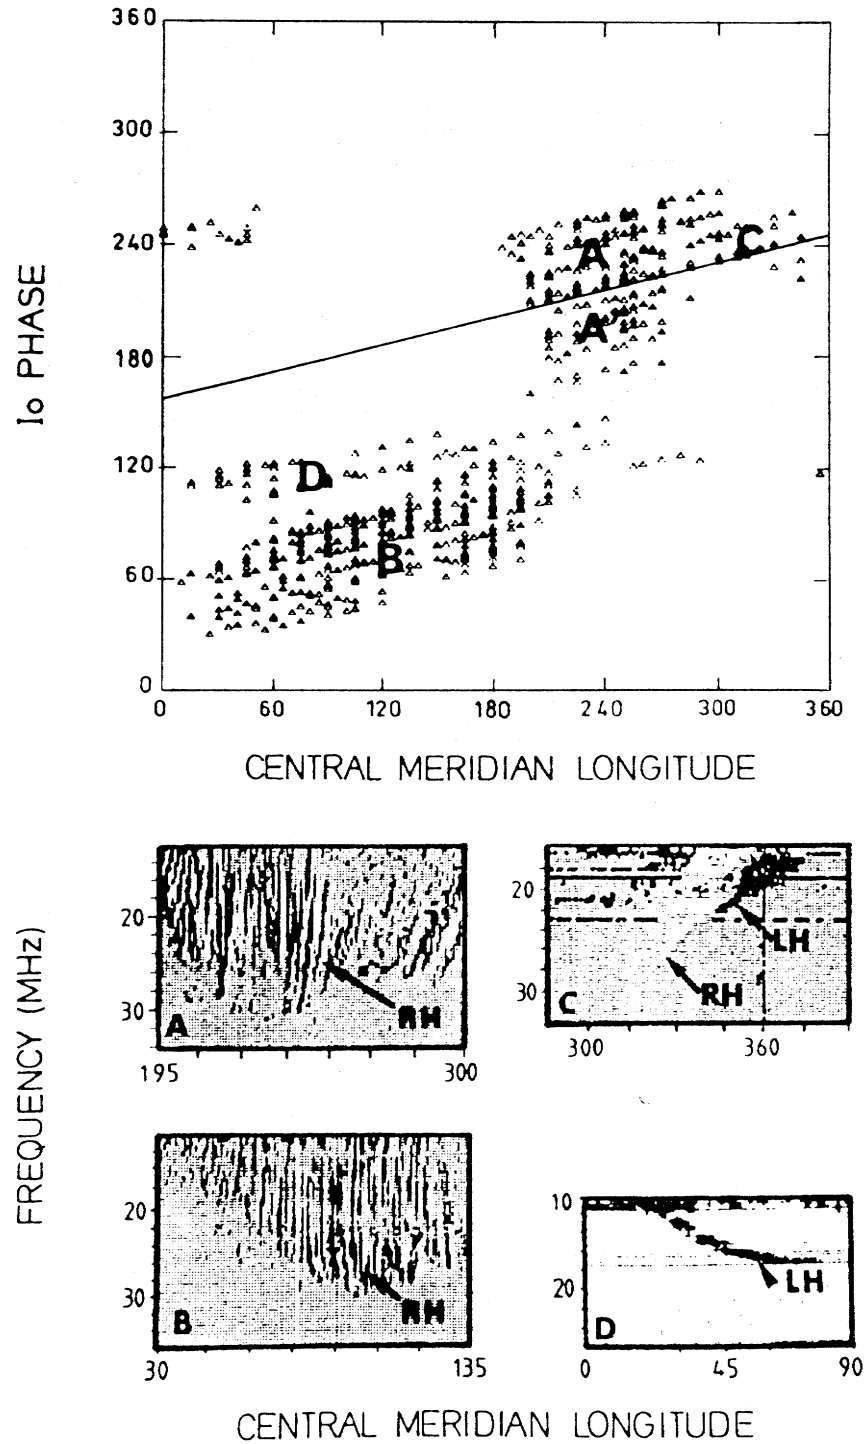 360
300
240
180
120
60
0
Io PHASE
A
A'
C
D
B
0 60 120 180 240 300 360
CENTRAL MERIDIAN LONGITUDE
FREQUENCY (MHz)
20
30
A
RH
195 300
20
30
C
LH
RH
300 360
20
30
B
RH
30 135
10
20
D
LH
0 45 90
CENTRAL MERIDIAN LONGITUDE